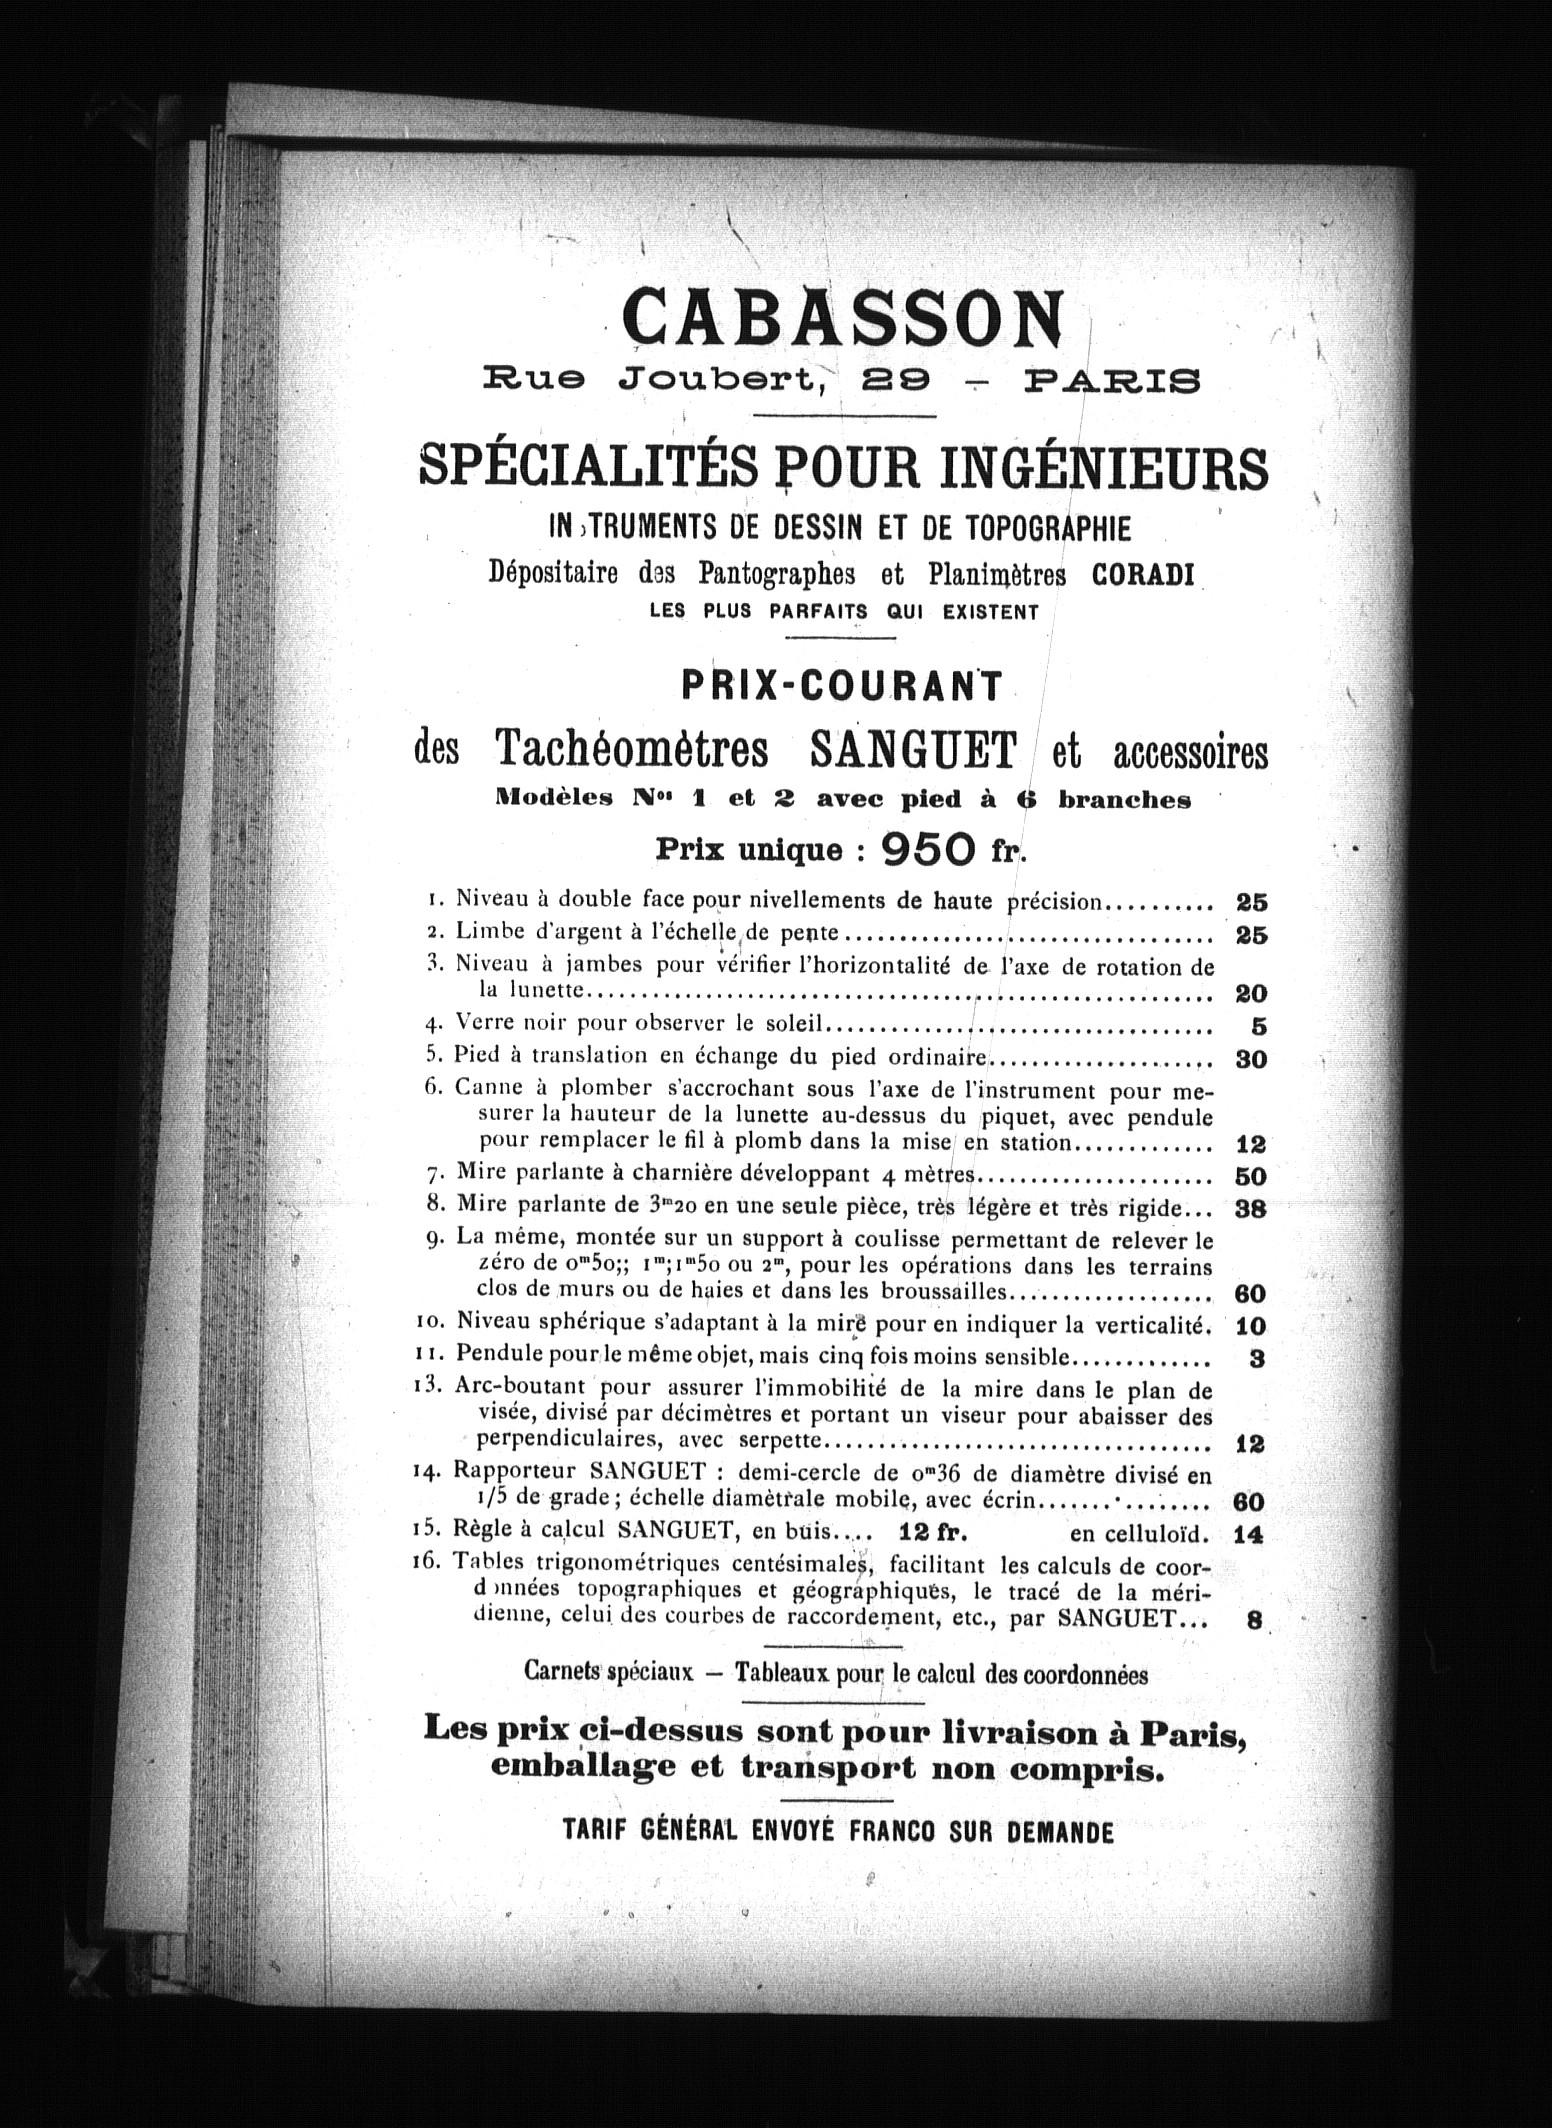 CABASSON
Rue Joubert, 29 – PARIS
SPÉCIALITÉS POUR INGÉNIEURS
INSTRUMENTS DE DESSIN ET DE TOPOGRAPHIE
Dépositaire des Pantographes et Planimètres CORADI
LES PLUS PARFAITS QUI EXISTENT
PRIX-COURANT
des Tachéomètres SANGUET et accessoires
Modèles Nos 1 et 2 avec pied à 6 branches
Prix unique : 950 fr.
1. Niveau à double face pour nivellements de haute précision.......... 25
2. Limbe d'argent à l'échelle de pente.................................. 25
3. Niveau à jambes pour vérifier l'horizontalité de l'axe de rotation de
la lunette......................................................... 20
4. Verre noir pour observer le soleil................................... 5
5. Pied à translation en échange du pied ordinaire..................... 30
6. Canne à plomber s'accrochant sous l'axe de l'instrument pour me-
surer la hauteur de la lunette au-dessus du piquet, avec pendule
pour remplacer le fil à plomb dans la mise en station............. 12
7. Mire parlante à charnière développant 4 mètres...................... 50
8. Mire parlante de 3m20 en une seule pièce, très légère et très rigide... 38
9. La même, montée sur un support à coulisse permettant de relever le
zéro de 0m50;; 1m;1m50 ou 2m, pour les opérations dans les terrains
clos de murs ou de haies et dans les broussailles................... 60
10. Niveau sphérique s'adaptant à la mire pour en indiquer la verticalité. 10
11. Pendule pour le même objet, mais cinq fois moins sensible............. 3
13. Arc-boutant pour assurer l'immobilité de la mire dans le plan de
visée, divisé par décimètres et portant un viseur pour abaisser des
perpendiculaires, avec serpette................................... 12
14. Rapporteur SANGUET : demi-cercle de 0m36 de diamètre divisé en
1/5 de grade; échelle diamètrale mobile, avec écrin................ 60
15. Règle à calcul SANGUET, en buis.... 12 fr. en celluloïd. 14
16. Tables trigonométriques centésimales, facilitant les calculs de coor-
données topographiques et géographiques, le tracé de la méri-
dienne, celui des courbes de raccordement, etc., par SANGUET... 8
Carnets spéciaux — Tableaux pour le calcul des coordonnées
Les prix ci-dessus sont pour livraison à Paris,
emballage et transport non compris.
TARIF GÉNÉRAL ENVOYÉ FRANCO SUR DEMANDE